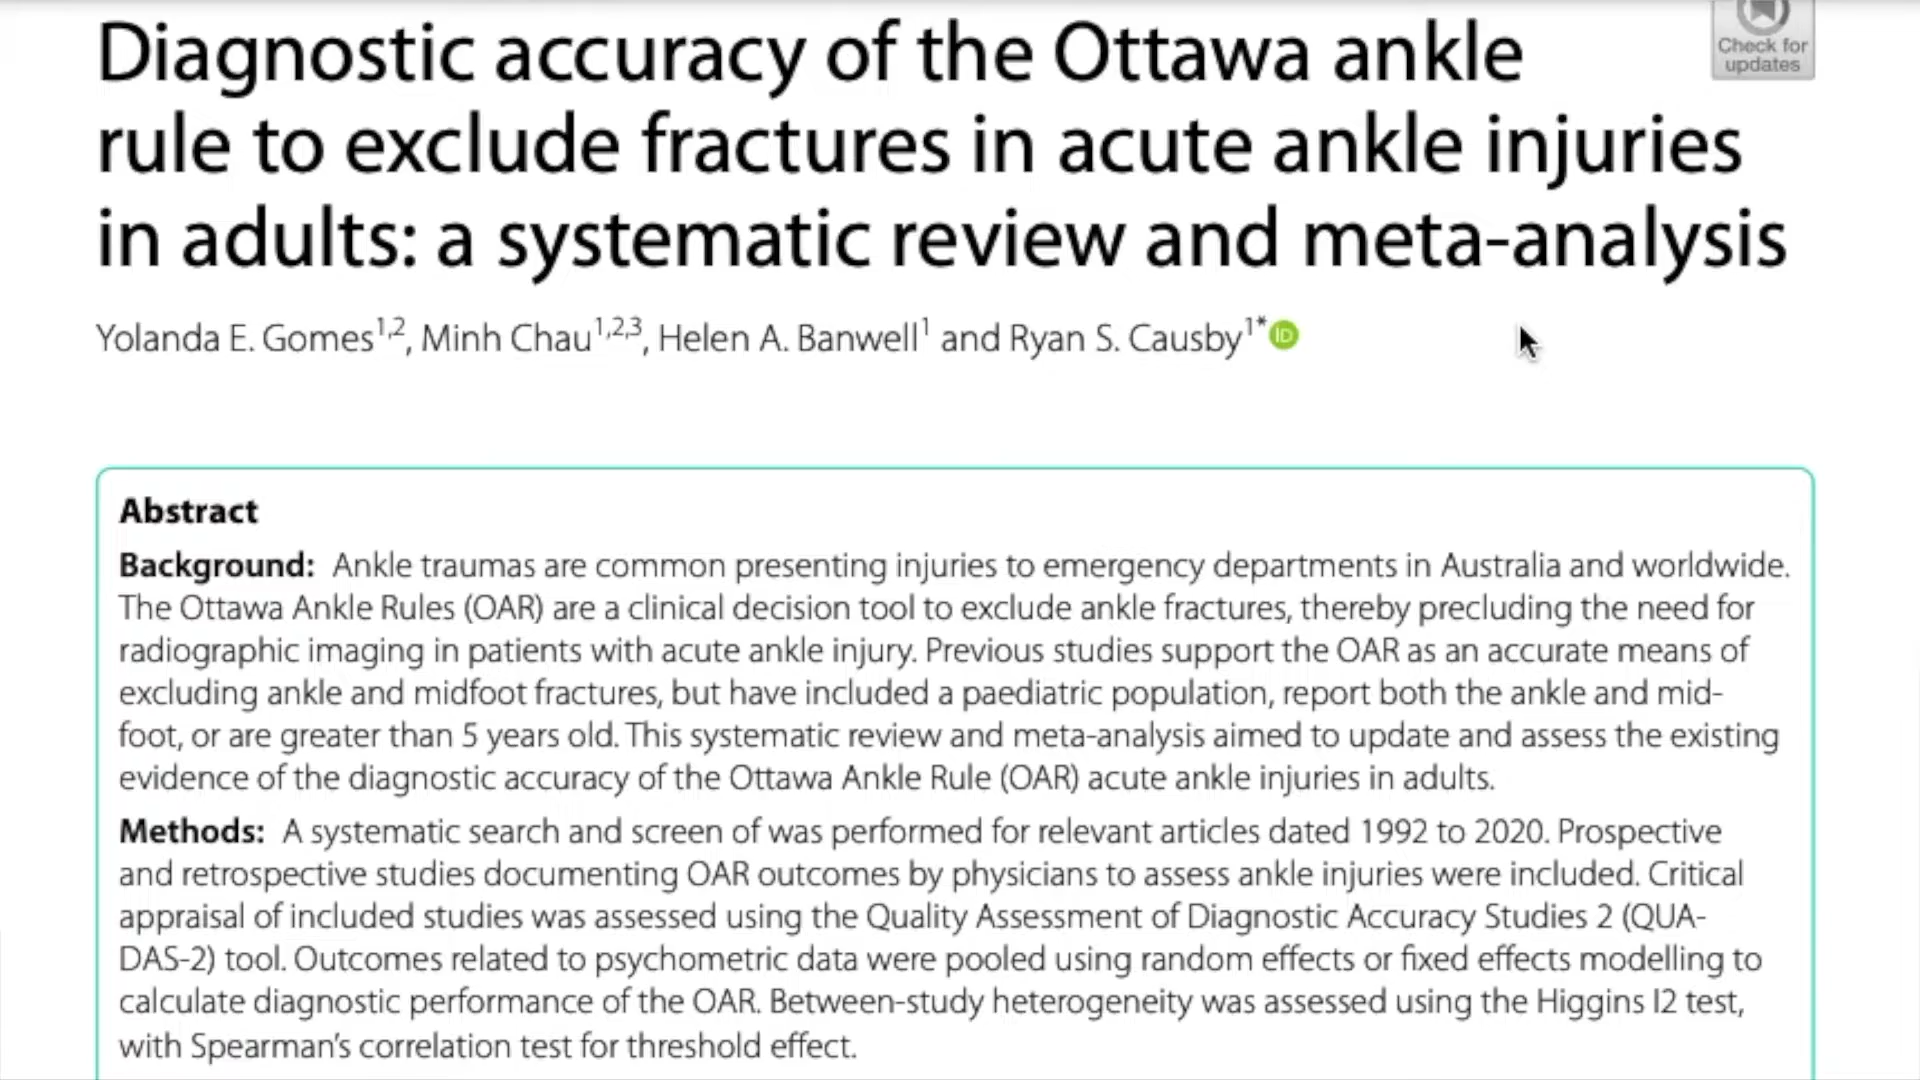 Diagnostic accuracy of the Ottawa ankle
rule to exclude fractures in acute ankle injuries
in adults: a systematic review and meta-analysis
Check for
updates
Yolanda E. Gomes1,2, Minh Chau1,2,3, Helen A. Banwell1 and Ryan S. Causby1* iD
Abstract
Background: Ankle traumas are common presenting injuries to emergency departments in Australia and worldwide.
The Ottawa Ankle Rules (OAR) are a clinical decision tool to exclude ankle fractures, thereby precluding the need for
radiographic imaging in patients with acute ankle injury. Previous studies support the OAR as an accurate means of
excluding ankle and midfoot fractures, but have included a paediatric population, report both the ankle and mid-
foot, or are greater than 5 years old. This systematic review and meta-analysis aimed to update and assess the existing
evidence of the diagnostic accuracy of the Ottawa Ankle Rule (OAR) acute ankle injuries in adults.
Methods: A systematic search and screen of was performed for relevant articles dated 1992 to 2020. Prospective
and retrospective studies documenting OAR outcomes by physicians to assess ankle injuries were included. Critical
appraisal of included studies was assessed using the Quality Assessment of Diagnostic Accuracy Studies 2 (QUA-
DAS-2) tool. Outcomes related to psychometric data were pooled using random effects or fixed effects modelling to
calculate diagnostic performance of the OAR. Between-study heterogeneity was assessed using the Higgins I2 test,
with Spearman's correlation test for threshold effect.